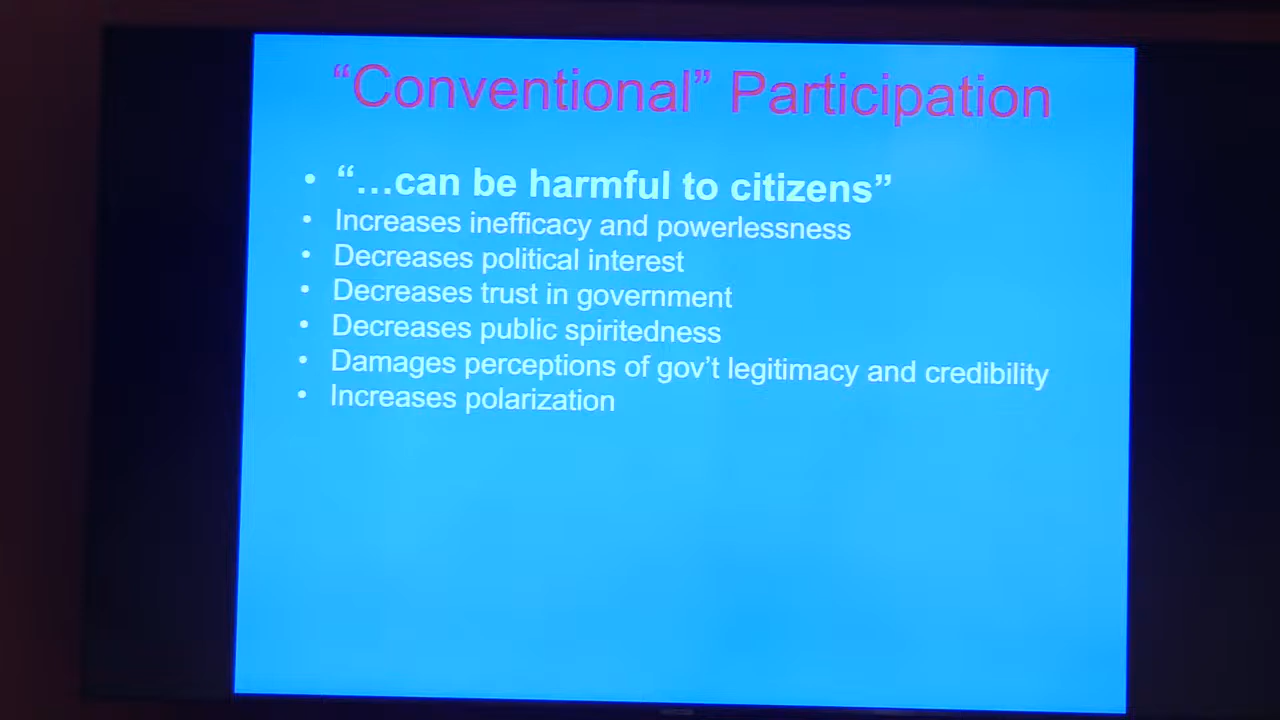 “Conventional” Participation
• “...can be harmful to citizens”
• Increases inefficacy and powerlessness
• Decreases political interest
• Decreases trust in government
• Decreases public spiritedness
• Damages perceptions of gov’t legitimacy and credibility
• Increases polarization